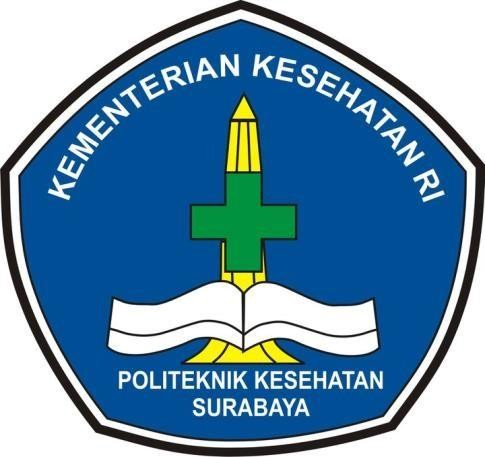 KEMENTERIAN KESEHATAN RI
POLITEKNIK KESEHATAN
SURABAYA